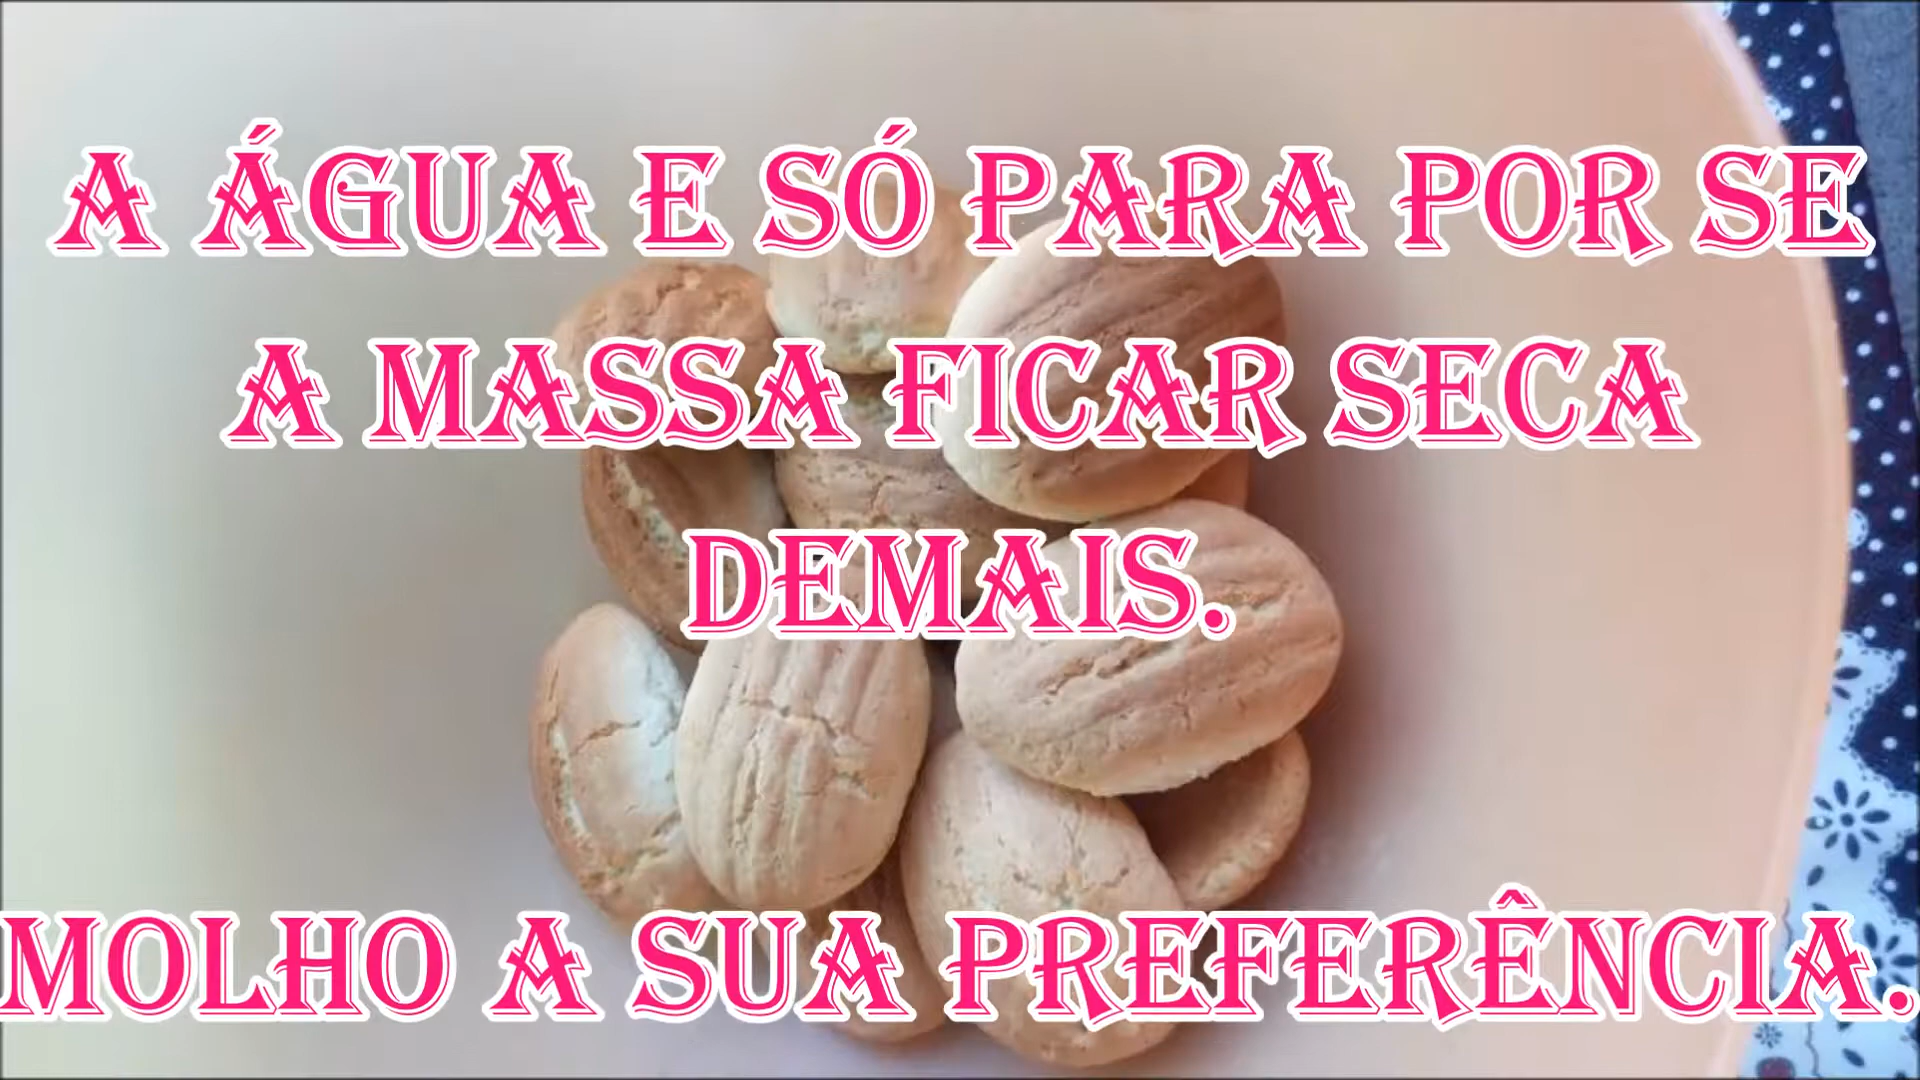 A ÁGUA E SÓ PARA POR SE
A MASSA FICAR SECA
DEMAIS.
MOLHO A SUA PREFERÊNCIA.